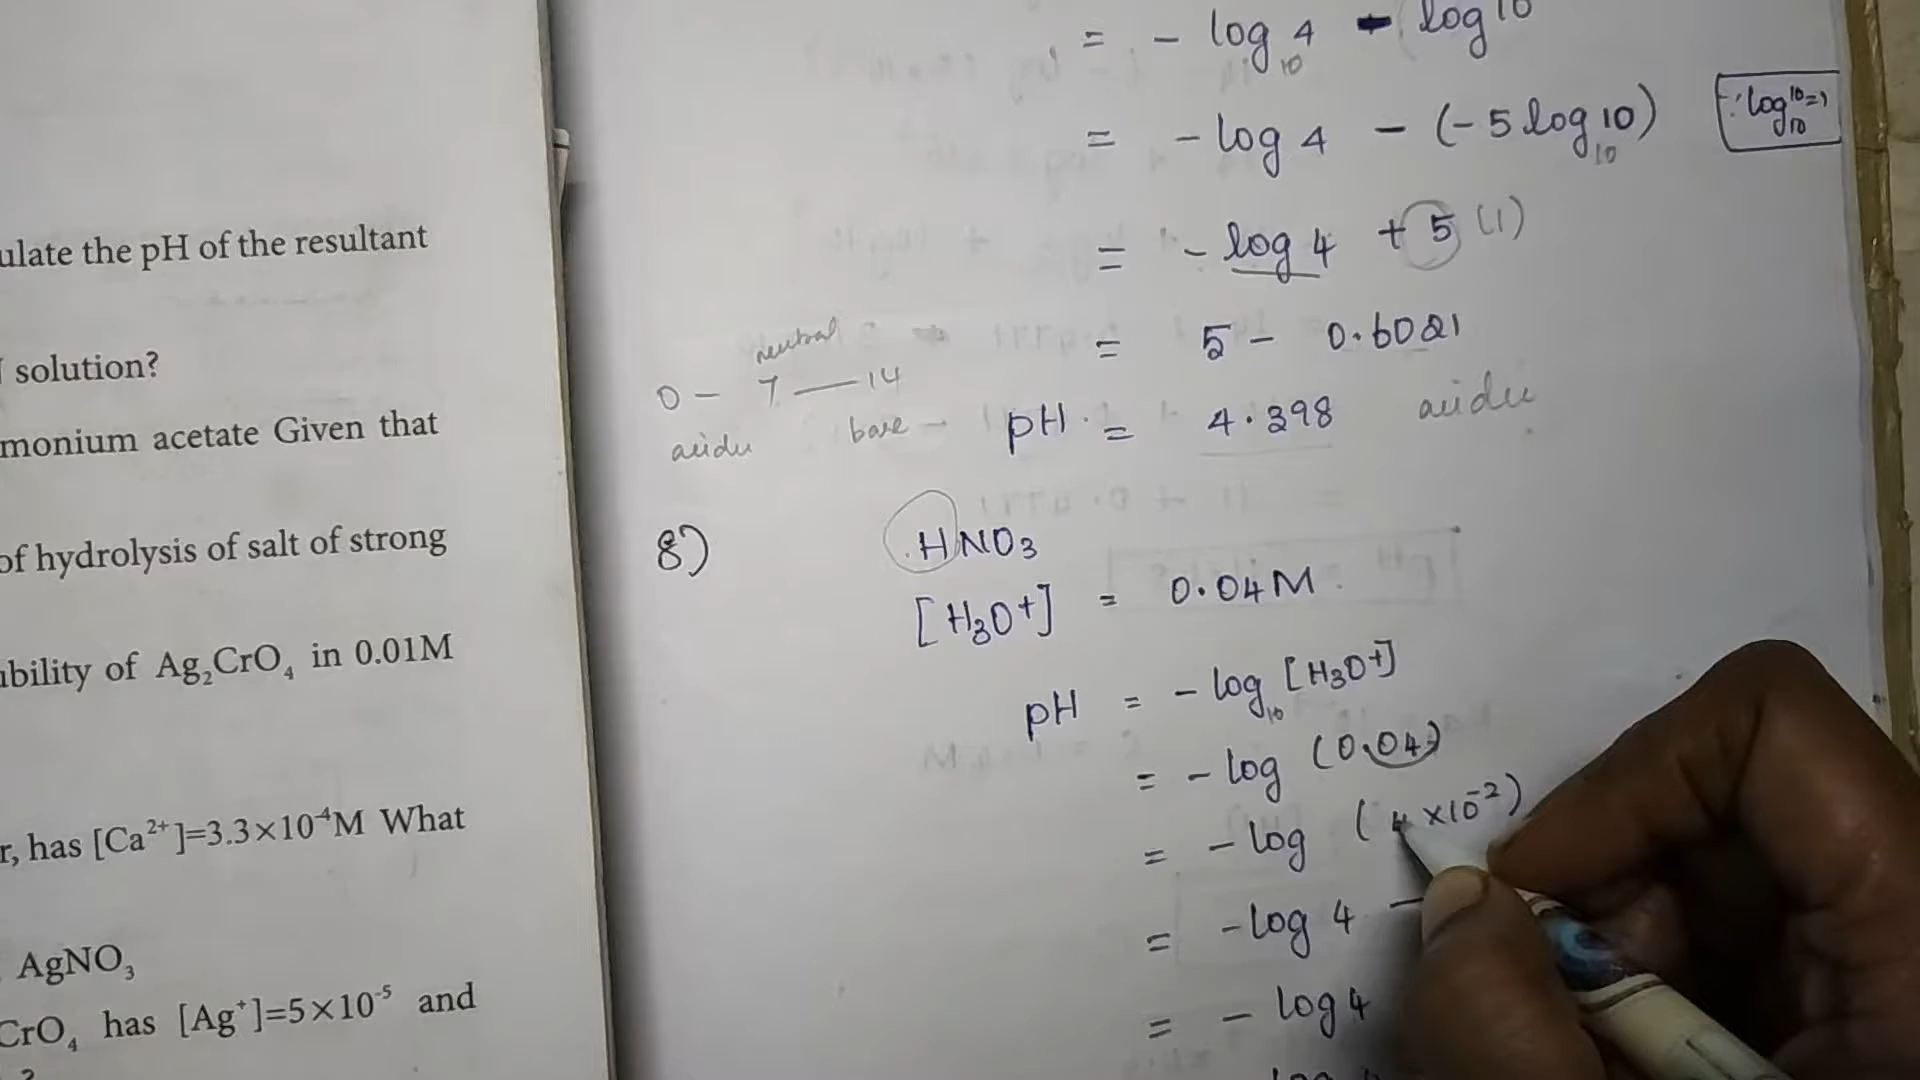 ulate the pH of the resultant
solution?
monium acetate Given that
of hydrolysis of salt of strong
bility of Ag₂CrO₄ in 0.01M
r, has [Ca²⁺]=3.3×10⁻⁴M What
AgNO₃
CrO₄ has [Ag⁺]=5×10⁻⁵ and
= - log₁₀ 4 - log 10
= - log 4 - (-5 log₁₀ 10)
∵ log₁₀ 10 = 1
= - log 4 + 5 (1)
= 5 - 0.6021
neutral
0 - 7 — 14
acidic base -
pH = 4.398 acidic
8) HNO₃
[H₃O⁺] = 0.04M
pH = - log₁₀ [H₃O⁺]
= - log (0.04)
= - log (4 ×10⁻²)
= - log 4 -
= - log 4